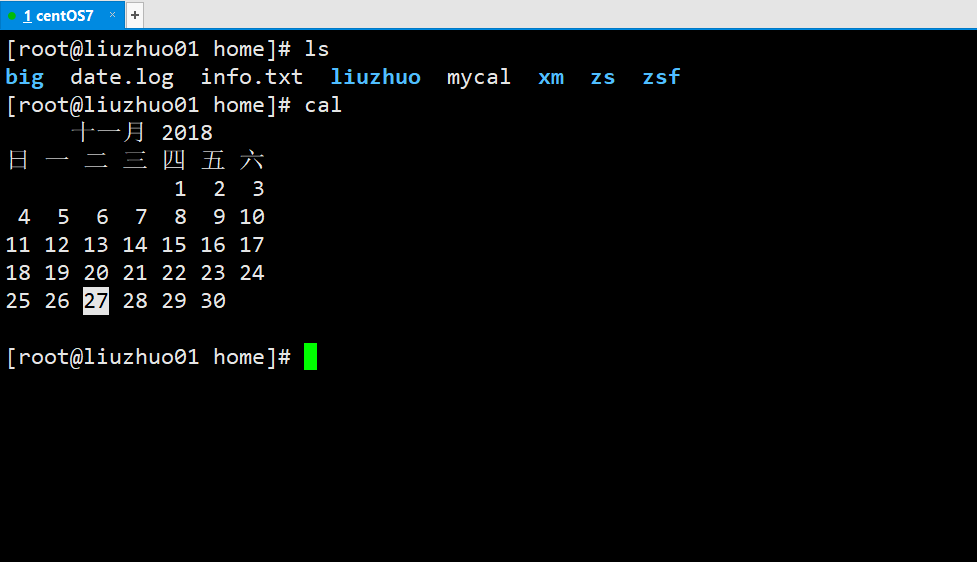 1 centOS7 × +
[root@liuzhuo01 home]# ls
big  date.log  info.txt  liuzhuo  mycal  xm  zs  zsf
[root@liuzhuo01 home]# cal
     十一月 2018
日 一 二 三 四 五 六
             1  2  3
 4  5  6  7  8  9 10
11 12 13 14 15 16 17
18 19 20 21 22 23 24
25 26 27 28 29 30
[root@liuzhuo01 home]#